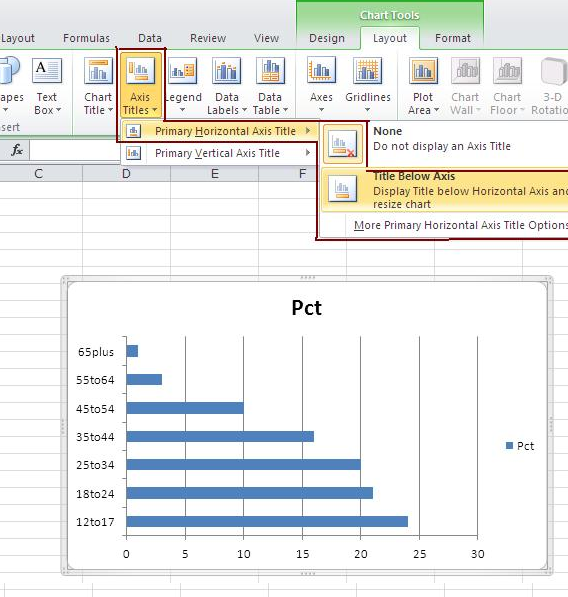 Chart Tools
Layout Formulas Data Review View Design Layout Format
apes Text Chart Axis Legend Data Data Axes Gridlines Plot Chart Chart 3-D
Box Title Titles Labels Table Area Wall Floor Rotatio
sert
Primary Horizontal Axis Title
Primary Vertical Axis Title
None
Do not display an Axis Title
Title Below Axis
Display Title below Horizontal Axis and
resize chart
More Primary Horizontal Axis Title Options
fx
C D E F
Pct
65plus
55to64
45to54
35to44
25to34
18to24
12to17
Pct
0 5 10 15 20 25 30